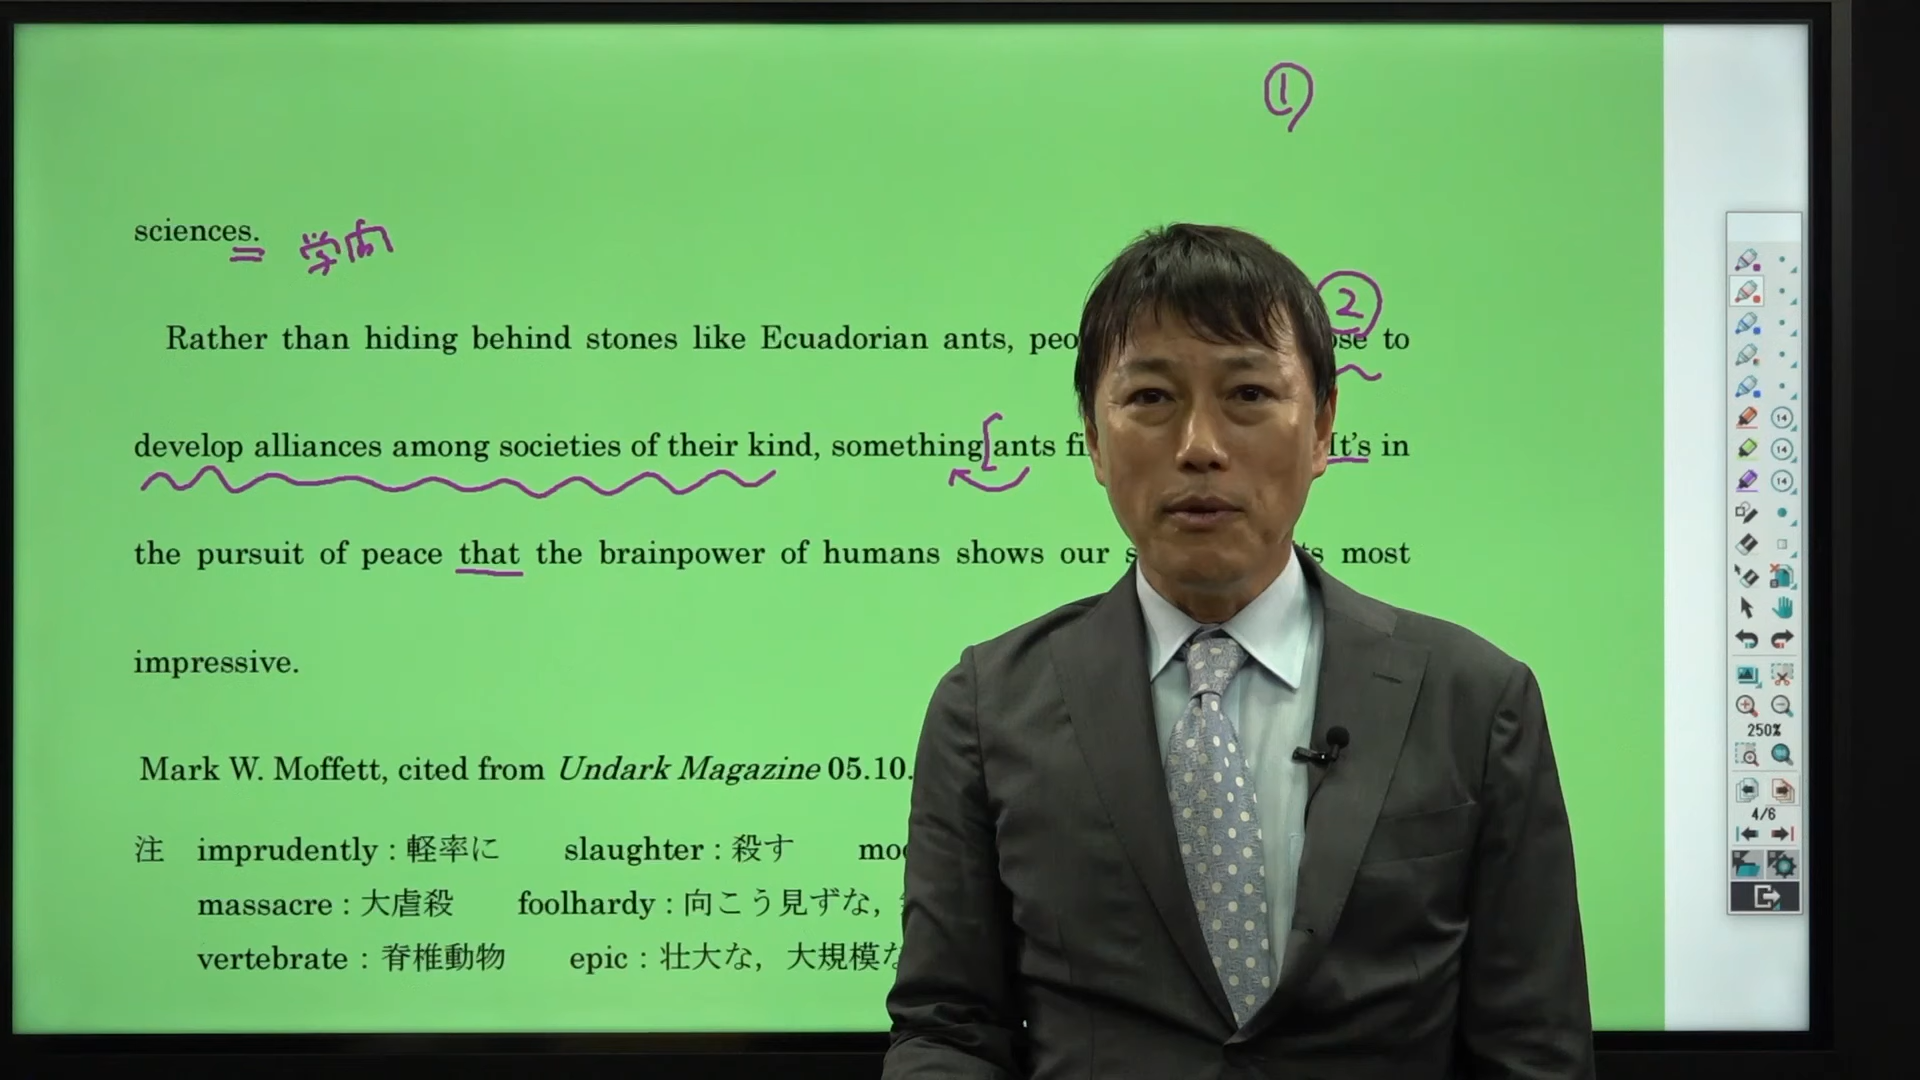 ①
sciences. 学問
②
Rather than hiding behind stones like Ecuadorian ants, to
develop alliances among societies of their kind, something [ants It's in
the pursuit of peace that the brainpower of humans shows our most
impressive.
Mark W. Moffett, cited from Undark Magazine 05.10.
注 imprudently : 軽率に slaughter : 殺す
massacre : 大虐殺 foolhardy : 向こう見ずな,
vertebrate : 脊椎動物 epic : 壮大な, 大規模な
14
14
14
250%
4/6